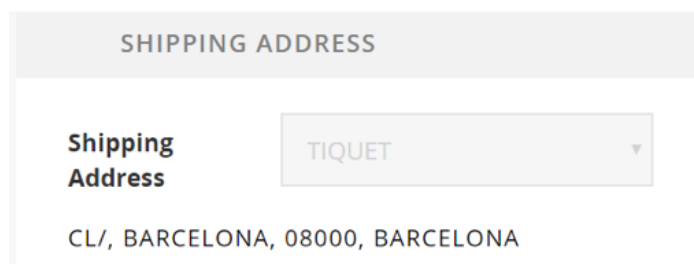 SHIPPING ADDRESS
Shipping
Address
TIQUET
CL/, BARCELONA, 08000, BARCELONA